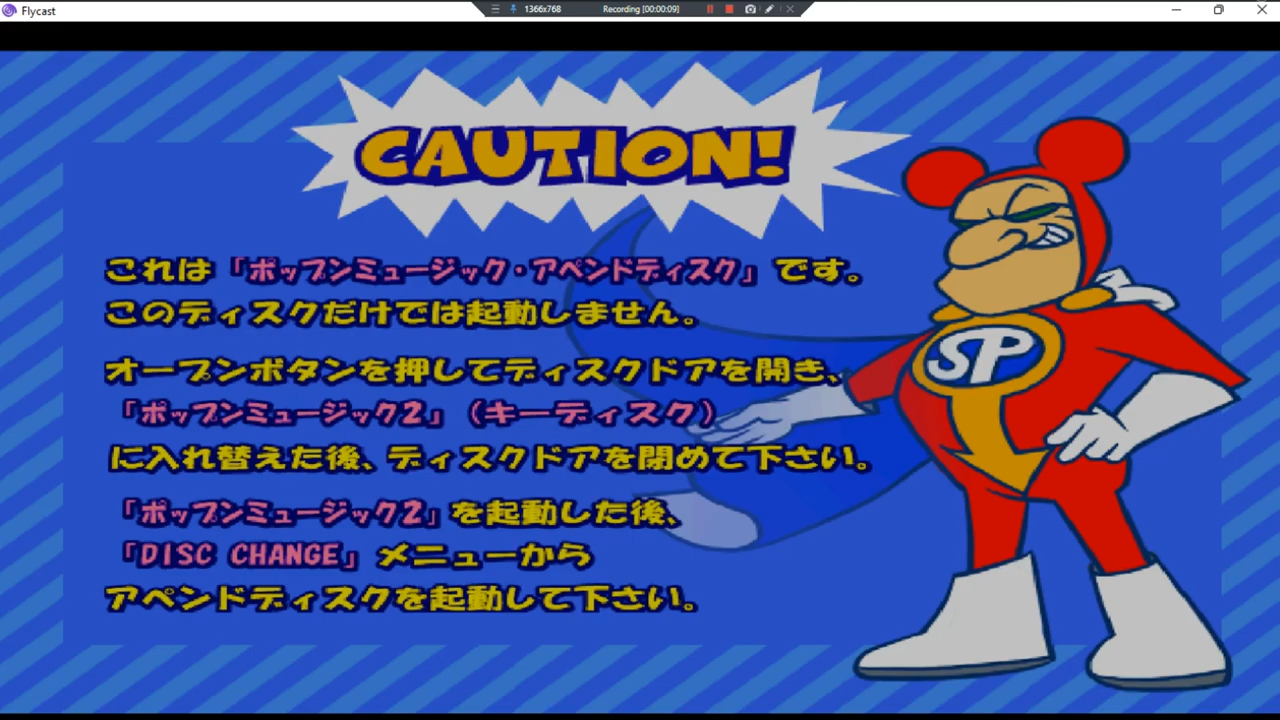 Flycast
1366x768
Recording [00:00:09]
CAUTION!
これは「ポップンミュージック・アペンドディスク」です。
このディスクだけでは起動しません。
オープンボタンを押してディスクドアを開き、
「ポップンミュージック2」（キーディスク）
に入れ替えた後、ディスクドアを閉めて下さい。
「ポップンミュージック2」を起動した後、
「DISC CHANGE」メニューから
アペンドディスクを起動して下さい。
SP